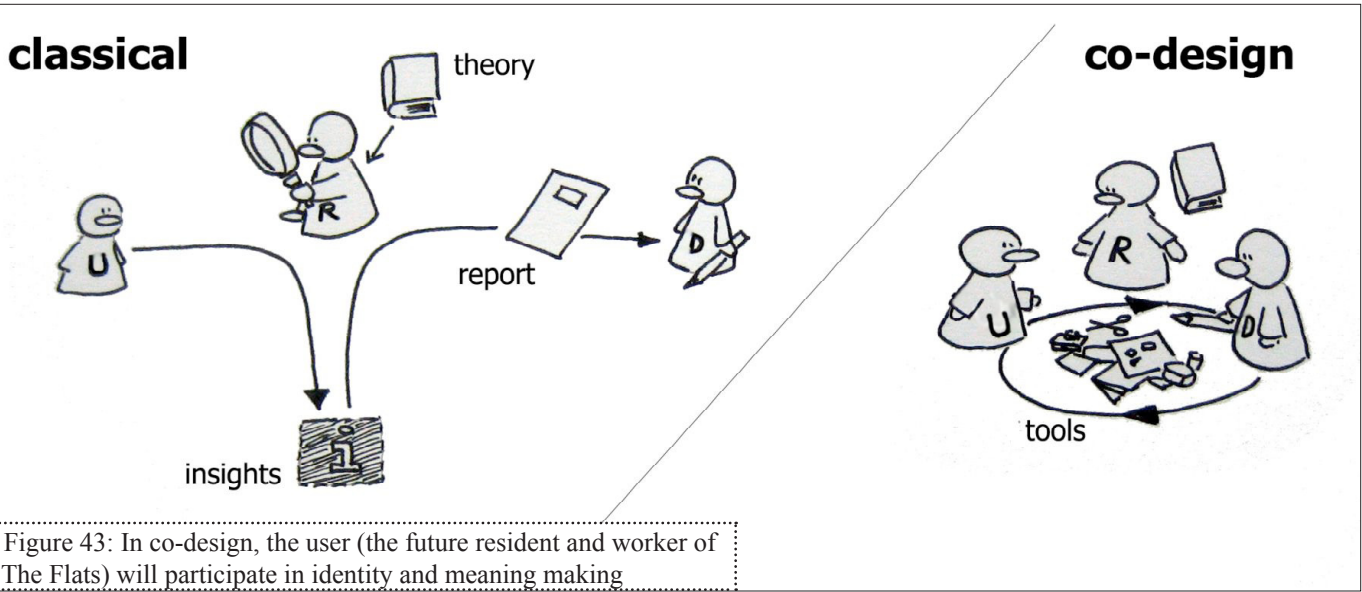 classical
theory
R
U
report
D
insights
i
co-design
R
U
D
tools
Figure 43: In co-design, the user (the future resident and worker of
The Flats) will participate in identity and meaning making